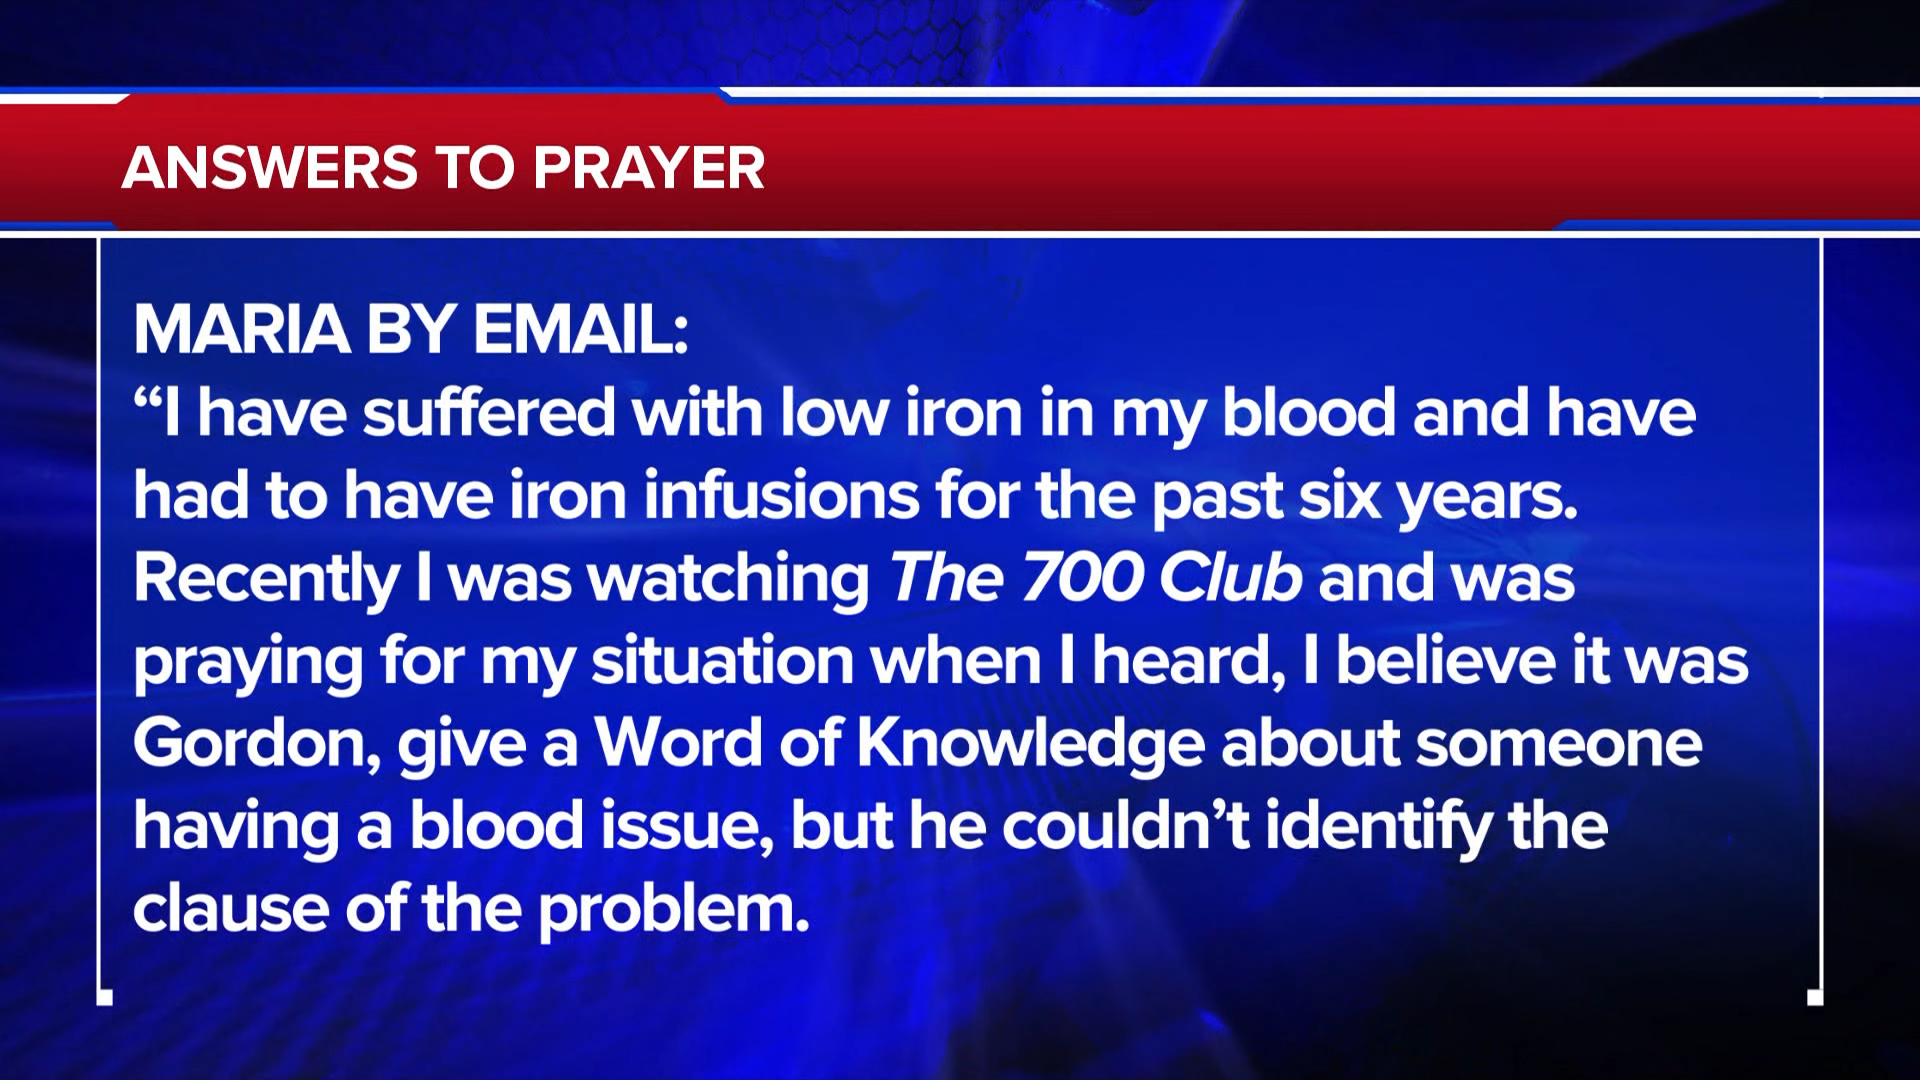 ANSWERS TO PRAYER
MARIA BY EMAIL:
“I have suffered with low iron in my blood and have
had to have iron infusions for the past six years.
Recently I was watching The 700 Club and was
praying for my situation when I heard, I believe it was
Gordon, give a Word of Knowledge about someone
having a blood issue, but he couldn’t identify the
clause of the problem.